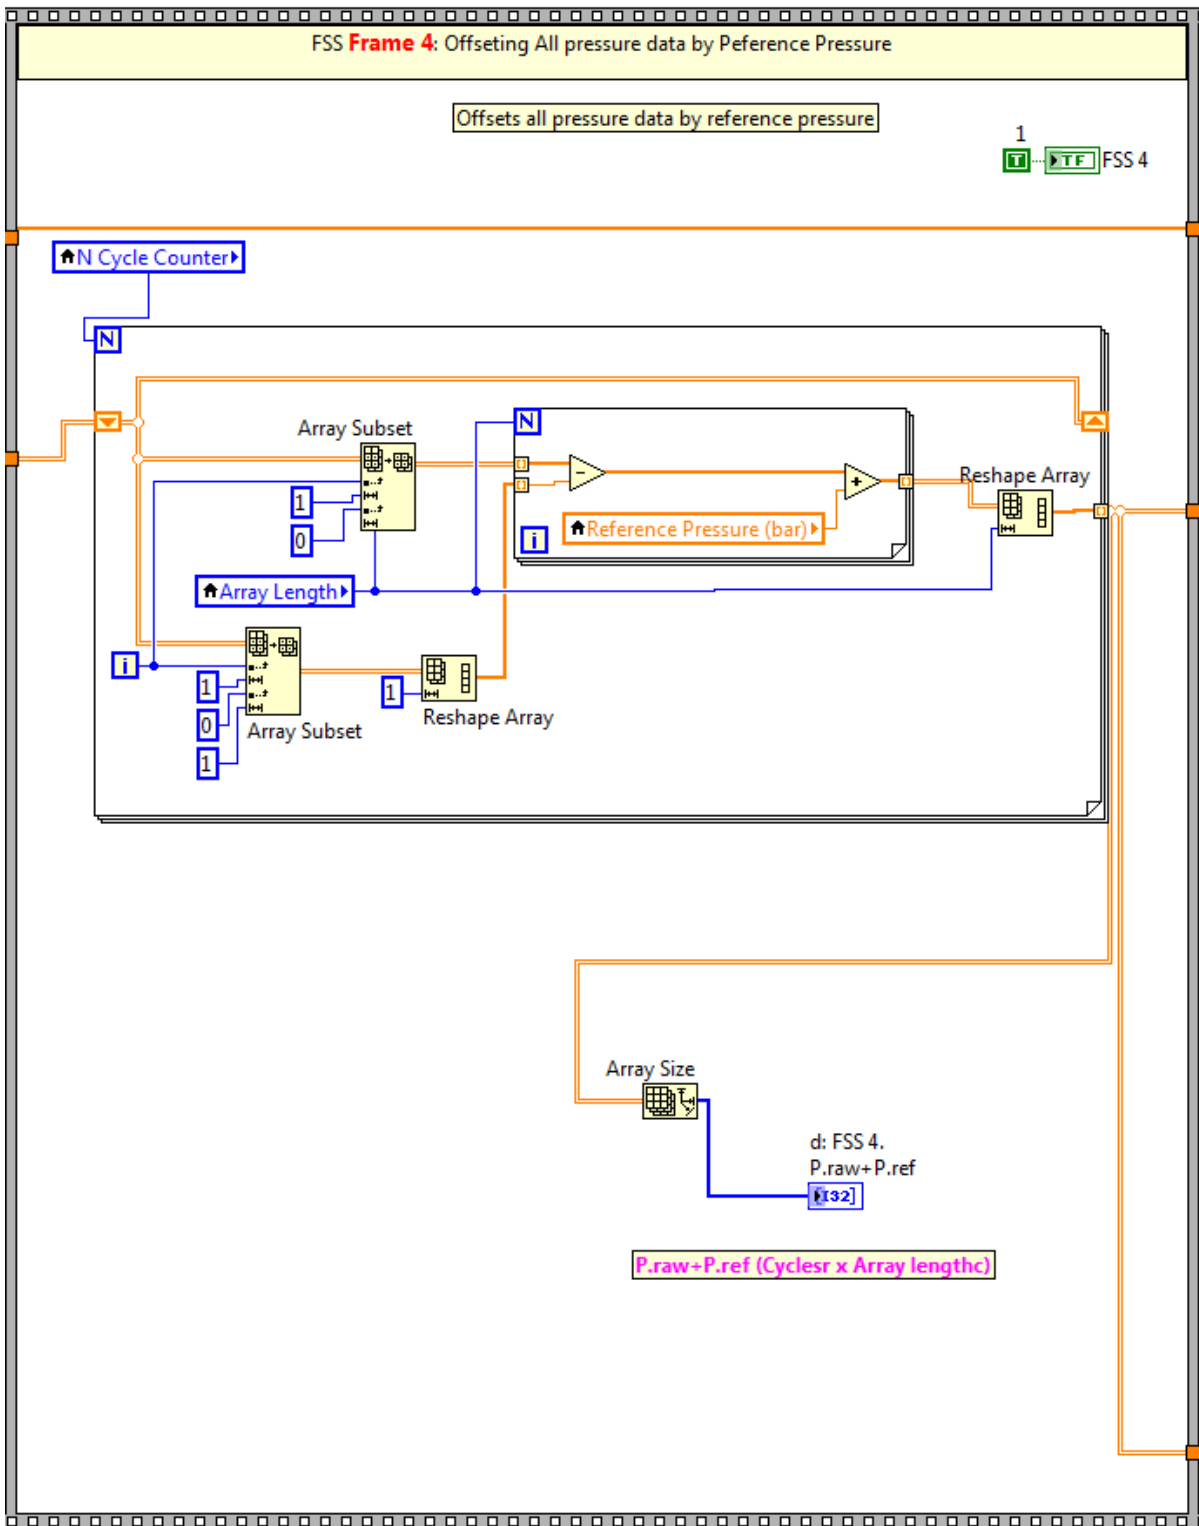 FSS Frame 4: Offseting All pressure data by Peference Pressure
Offsets all pressure data by reference pressure
1
T
TF
FSS 4
N Cycle Counter
N
Array Subset
N
1
0
i
Reference Pressure (bar)
Reshape Array
Array Length
i
1
0
1
Array Subset
1
Reshape Array
Array Size
d: FSS 4.
P.raw+P.ref
I32
P.raw+P.ref (Cyclesr x Array lengthc)